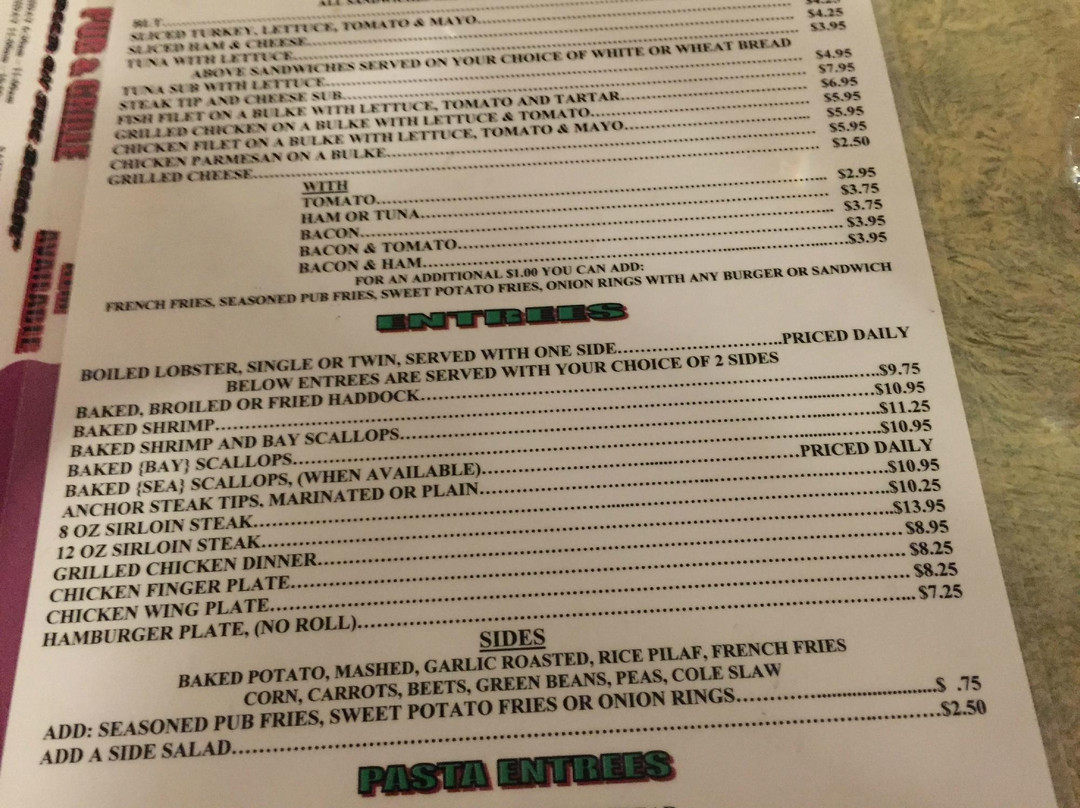 PUB & GRILLE
AVAILABLE
BLT
SLICED TURKEY, LETTUCE, TOMATO & MAYO $4.25
SLICED HAM & CHEESE $4.25
TUNA WITH LETTUCE $3.95
ABOVE SANDWICHES SERVED ON YOUR CHOICE OF WHITE OR WHEAT BREAD
TUNA SUB WITH LETTUCE $4.95
STEAK TIP AND CHEESE SUB $7.95
FISH FILET ON A BULKE WITH LETTUCE, TOMATO AND TARTAR $6.95
GRILLED CHICKEN ON A BULKE WITH LETTUCE & TOMATO $5.95
CHICKEN FILET ON A BULKE WITH LETTUCE, TOMATO & MAYO $5.95
CHICKEN PARMESAN ON A BULKE $5.95
GRILLED CHEESE $2.50
WITH
TOMATO $2.95
HAM OR TUNA $3.75
BACON $3.75
BACON & TOMATO $3.95
BACON & HAM $3.95
FOR AN ADDITIONAL $1.00 YOU CAN ADD:
FRENCH FRIES, SEASONED PUB FRIES, SWEET POTATO FRIES, ONION RINGS WITH ANY BURGER OR SANDWICH
ENTREES
BOILED LOBSTER, SINGLE OR TWIN, SERVED WITH ONE SIDE PRICED DAILY
BELOW ENTREES ARE SERVED WITH YOUR CHOICE OF 2 SIDES
BAKED, BROILED OR FRIED HADDOCK $9.75
BAKED SHRIMP $10.95
BAKED SHRIMP AND BAY SCALLOPS $11.25
BAKED {BAY} SCALLOPS $10.95
BAKED {SEA} SCALLOPS, (WHEN AVAILABLE) PRICED DAILY
ANCHOR STEAK TIPS, MARINATED OR PLAIN $10.95
8 OZ SIRLOIN STEAK $10.25
12 OZ SIRLOIN STEAK $13.95
GRILLED CHICKEN DINNER $8.95
CHICKEN FINGER PLATE $8.25
CHICKEN WING PLATE $8.25
HAMBURGER PLATE, (NO ROLL) $7.25
SIDES
BAKED POTATO, MASHED, GARLIC ROASTED, RICE PILAF, FRENCH FRIES
CORN, CARROTS, BEETS, GREEN BEANS, PEAS, COLE SLAW
ADD: SEASONED PUB FRIES, SWEET POTATO FRIES OR ONION RINGS $ .75
ADD A SIDE SALAD $2.50
PASTA ENTREES